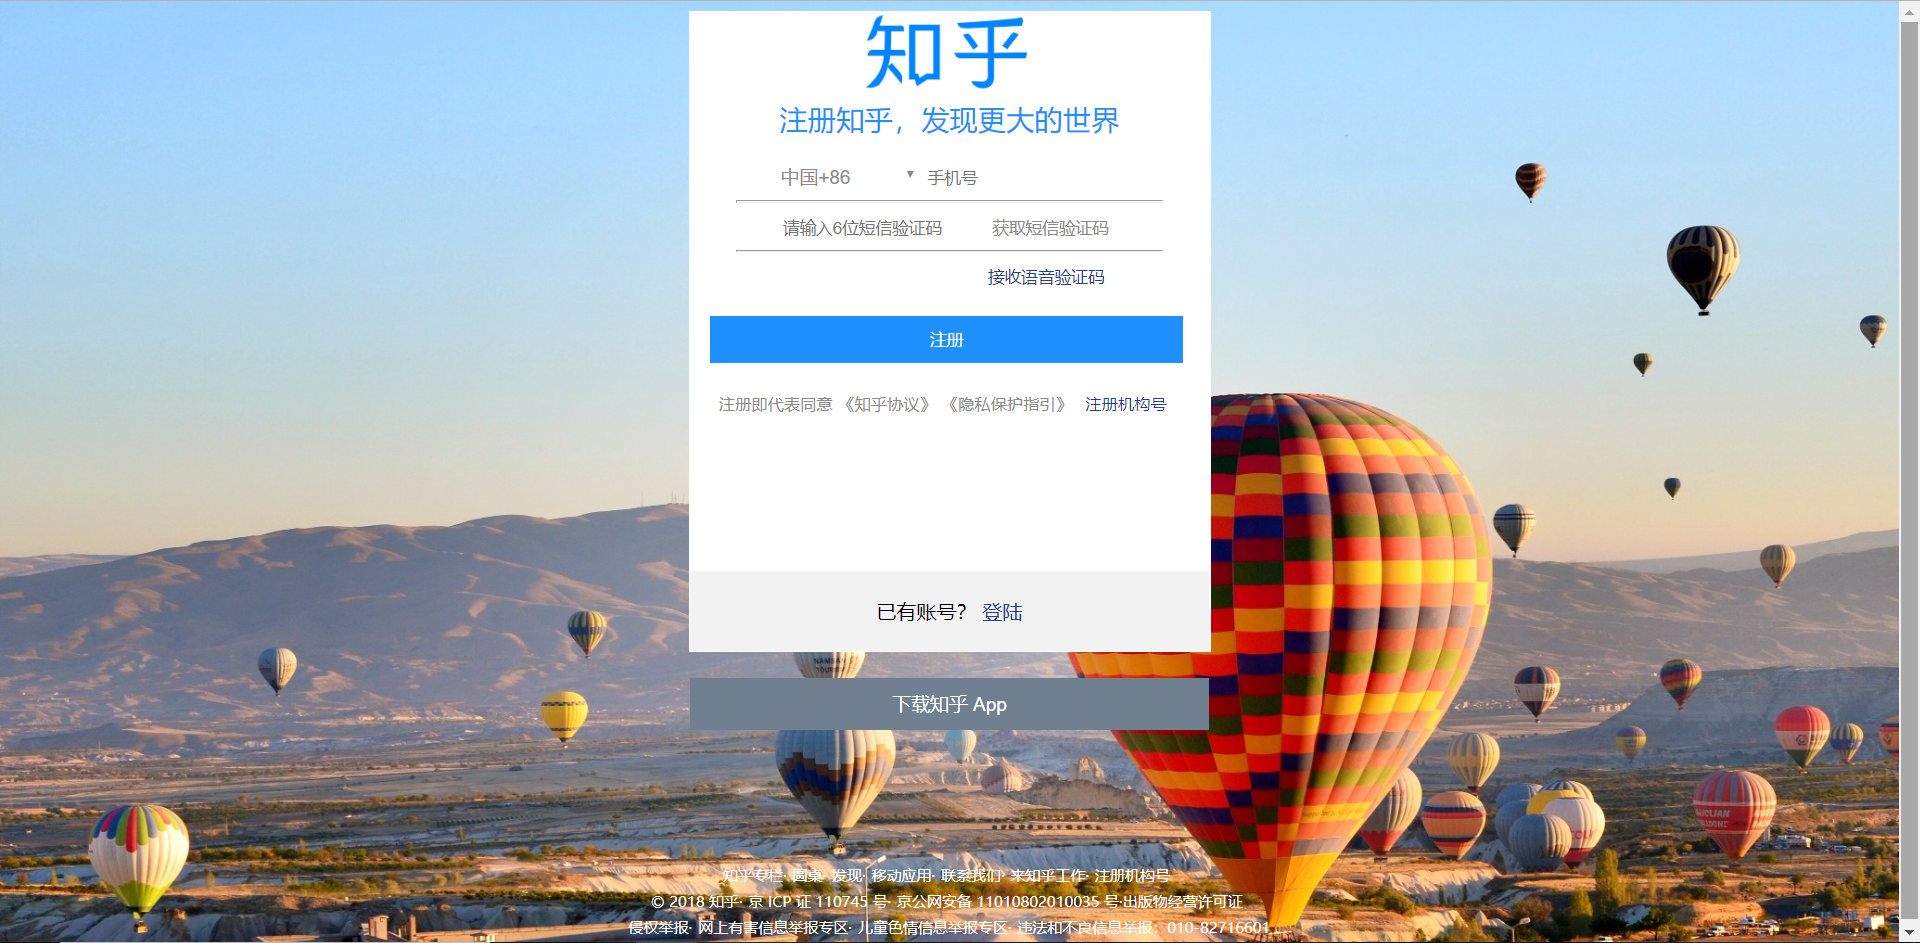 知乎
注册知乎，发现更大的世界
中国+86 ▼ 手机号
请输入6位短信验证码 获取短信验证码
接收语音验证码
注册
注册即代表同意 《知乎协议》 《隐私保护指引》 注册机构号
已有账号？ 登陆
下载知乎 App
知乎专栏· 圆桌· 发现· 移动应用· 联系我们· 来知乎工作· 注册机构号
© 2018 知乎· 京 ICP 证 110745 号· 京公网安备 11010802010035 号·出版物经营许可证
侵权举报· 网上有害信息举报专区· 儿童色情信息举报专区· 违法和不良信息举报：010-82716601